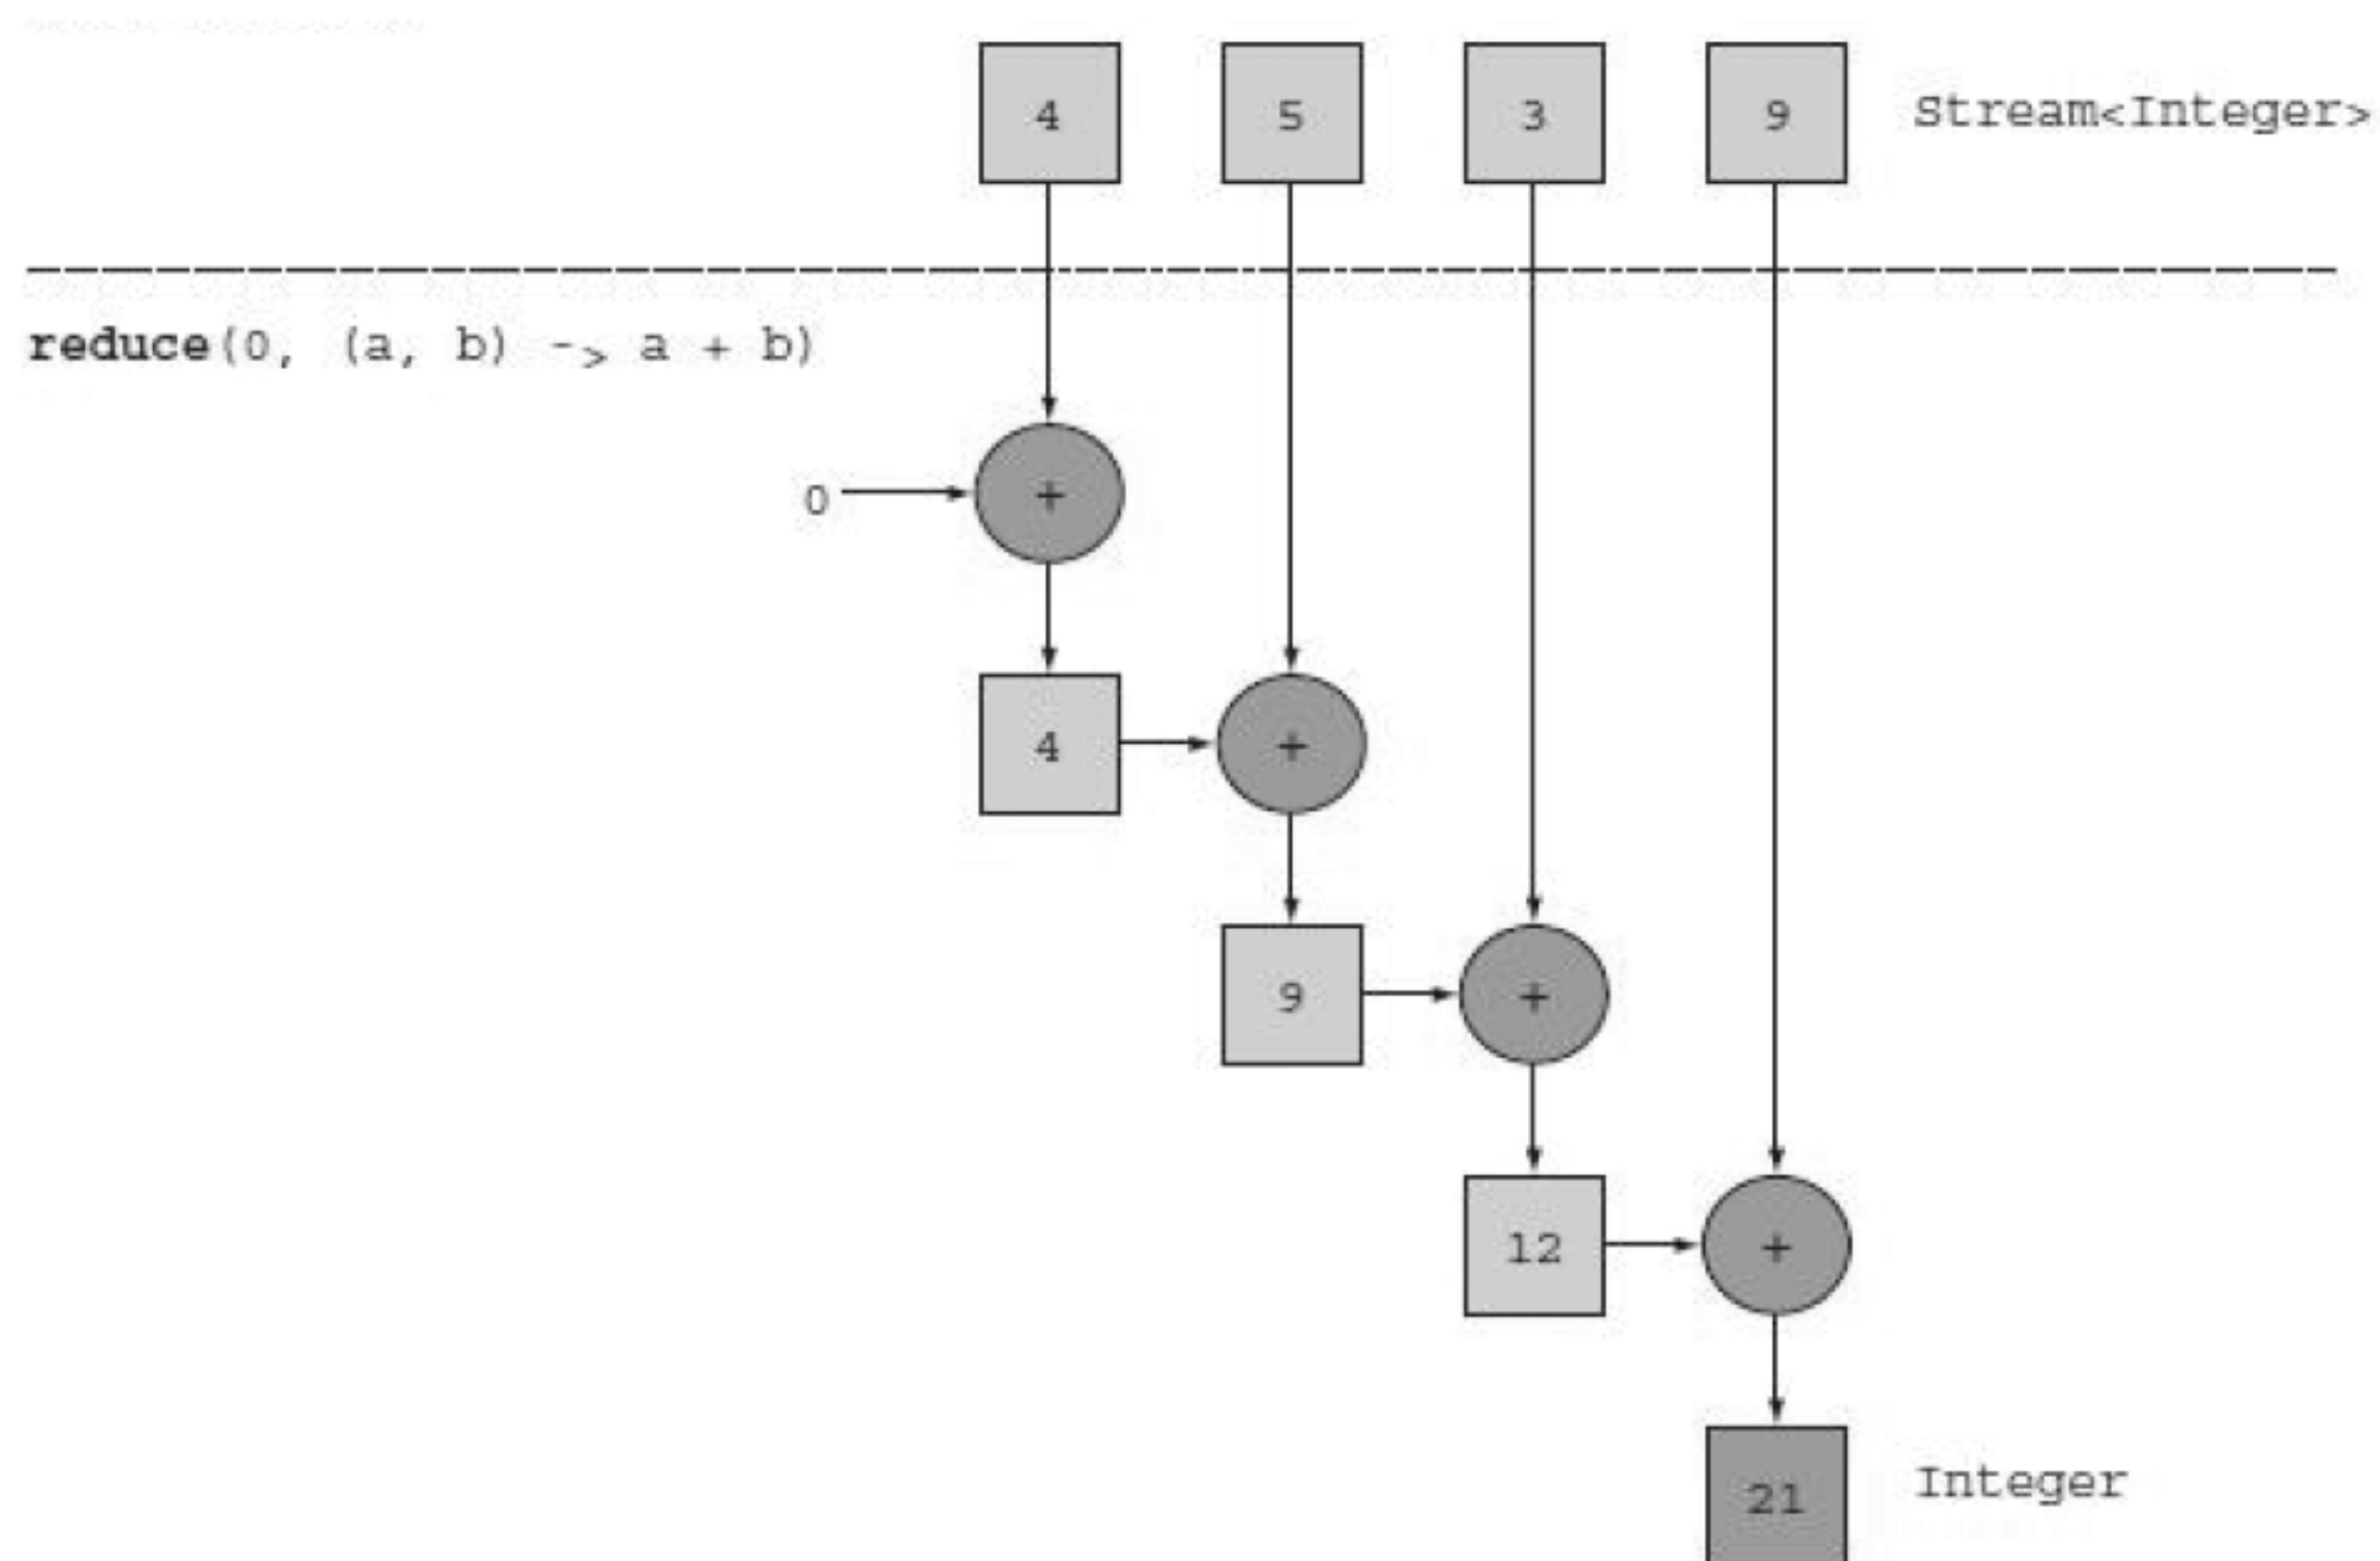 4 5 3 9 Stream<Integer>
reduce(0, (a, b) -> a + b)
0 +
4 +
9 +
12 +
21 Integer